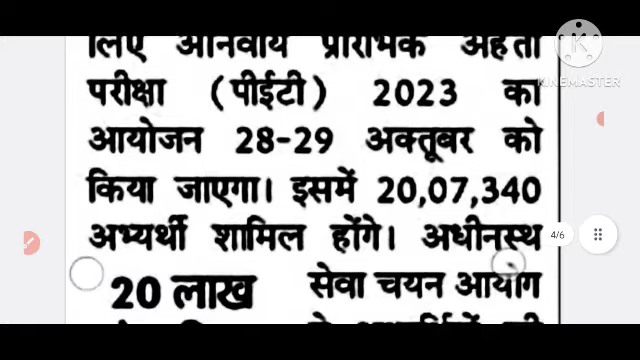 लिए अनिवार्य प्रारंभिक अर्हता
परीक्षा (पीईटी) 2023 का
आयोजन 28-29 अक्तूबर को
किया जाएगा। इसमें 20,07,340
अभ्यर्थी शामिल होंगे। अधीनस्थ
20 लाख
सेवा चयन आयोग
K
KINEMASTER
4/6